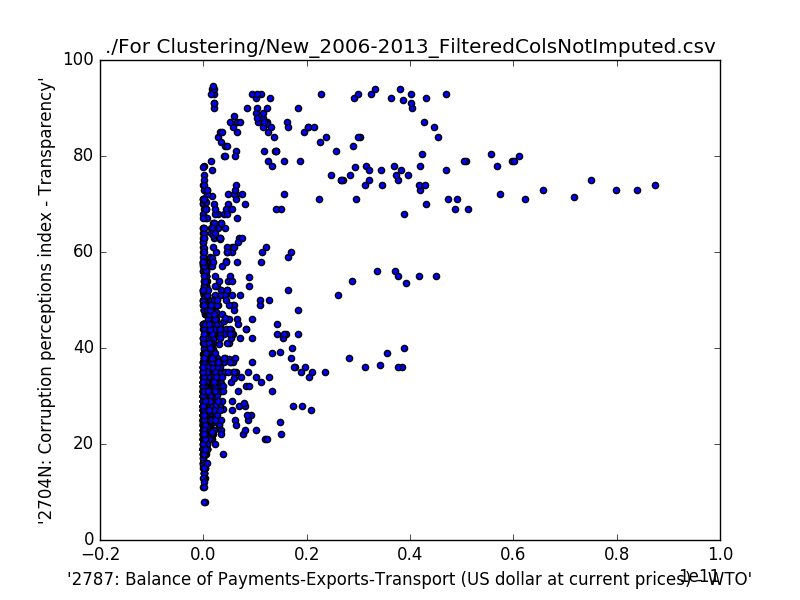 ./For Clustering/New_2006-2013_FilteredColsNotImputed.csv
'2704N: Corruption perceptions index - Transparency'
100
80
60
40
20
0
−0.2 0.0 0.2 0.4 0.6 0.8 1.0
1e11
'2787: Balance of Payments-Exports-Transport (US dollar at current prices) - WTO'